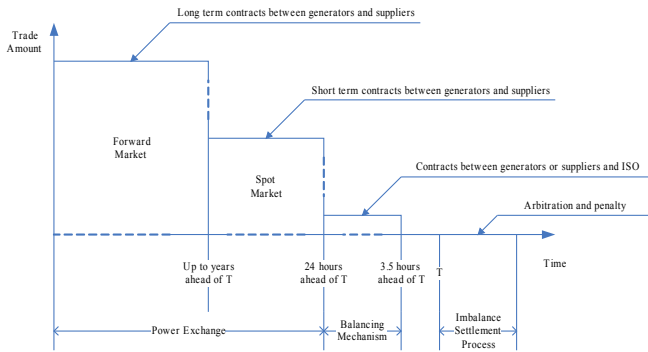 Long term contracts between generators and suppliers
Trade
Amount
Short term contracts between generators and suppliers
Forward
Market
Contracts between generators or suppliers and ISO
Spot
Market
Arbitration and penalty
Up to years
ahead of T
24 hours
ahead of T
3.5 hours
ahead of T
T
Time
Power Exchange
Balancing
Mechanism
Imbalance
Settlement
Process